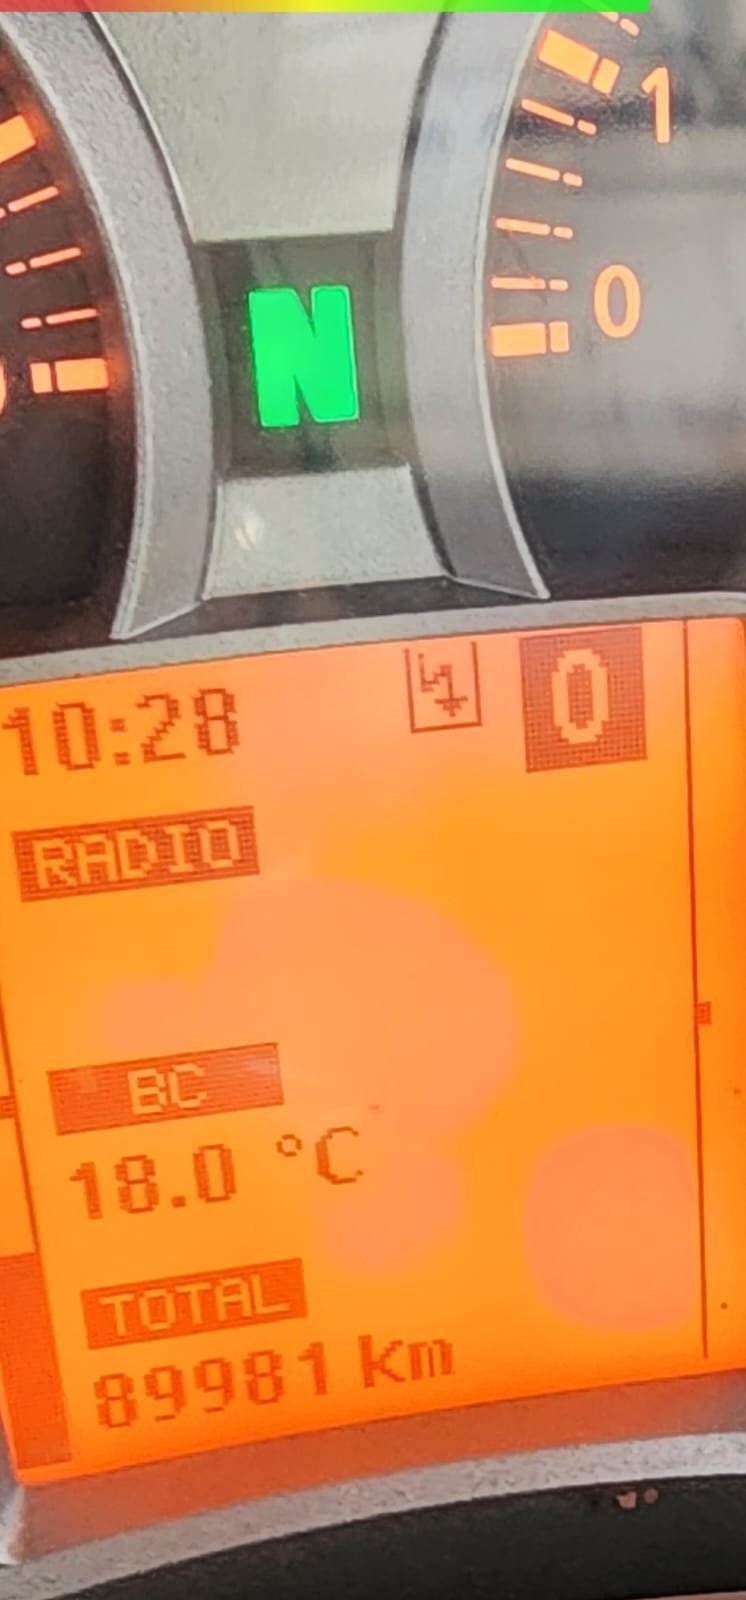 1
N
0
10:28
0
RADIO
BC
18.0 °C
TOTAL
89981 km